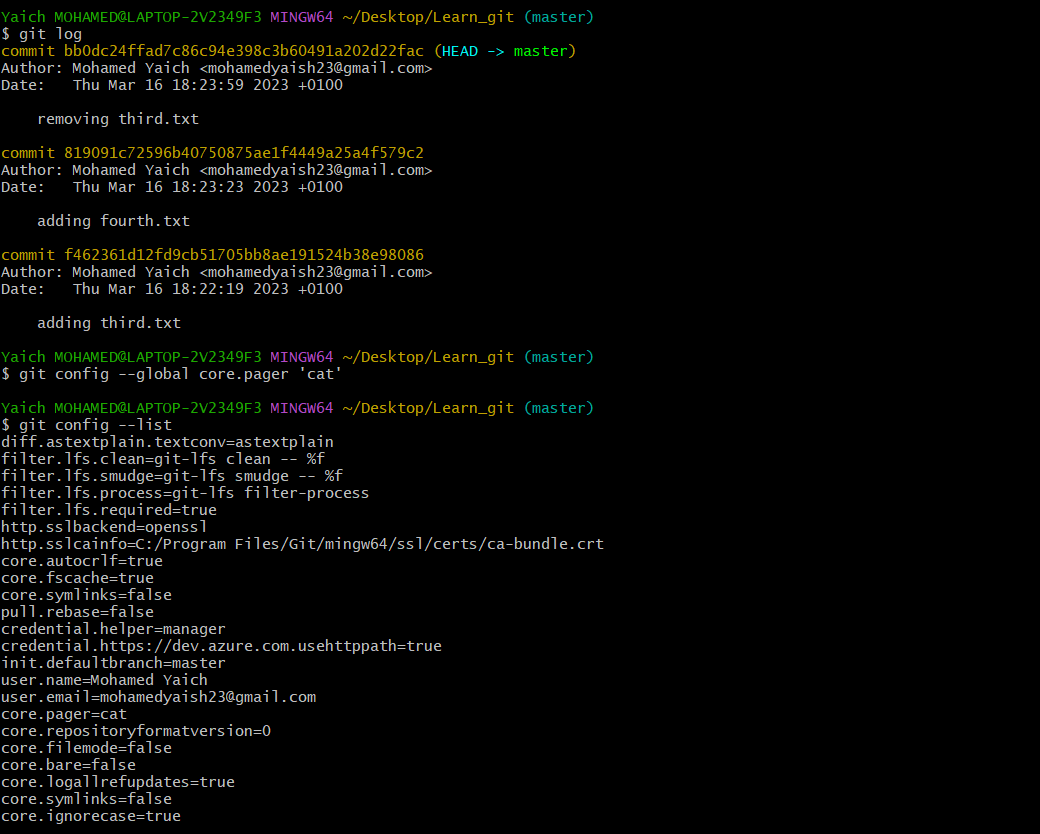 Yaich MOHAMED@LAPTOP-2V2349F3 MINGW64 ~/Desktop/Learn_git (master)
$ git log
commit bb0dc24ffad7c86c94e398c3b60491a202d22fac (HEAD -> master)
Author: Mohamed Yaich <mohamedyaish23@gmail.com>
Date:   Thu Mar 16 18:23:59 2023 +0100

    removing third.txt

commit 819091c72596b40750875ae1f4449a25a4f579c2
Author: Mohamed Yaich <mohamedyaish23@gmail.com>
Date:   Thu Mar 16 18:23:23 2023 +0100

    adding fourth.txt

commit f462361d12fd9cb51705bb8ae191524b38e98086
Author: Mohamed Yaich <mohamedyaish23@gmail.com>
Date:   Thu Mar 16 18:22:19 2023 +0100

    adding third.txt

Yaich MOHAMED@LAPTOP-2V2349F3 MINGW64 ~/Desktop/Learn_git (master)
$ git config --global core.pager 'cat'

Yaich MOHAMED@LAPTOP-2V2349F3 MINGW64 ~/Desktop/Learn_git (master)
$ git config --list
diff.astextplain.textconv=astextplain
filter.lfs.clean=git-lfs clean -- %f
filter.lfs.smudge=git-lfs smudge -- %f
filter.lfs.process=git-lfs filter-process
filter.lfs.required=true
http.sslbackend=openssl
http.sslcainfo=C:/Program Files/Git/mingw64/ssl/certs/ca-bundle.crt
core.autocrlf=true
core.fscache=true
core.symlinks=false
pull.rebase=false
credential.helper=manager
credential.https://dev.azure.com.usehttppath=true
init.defaultbranch=master
user.name=Mohamed Yaich
user.email=mohamedyaish23@gmail.com
core.pager=cat
core.repositoryformatversion=0
core.filemode=false
core.bare=false
core.logallrefupdates=true
core.symlinks=false
core.ignorecase=true